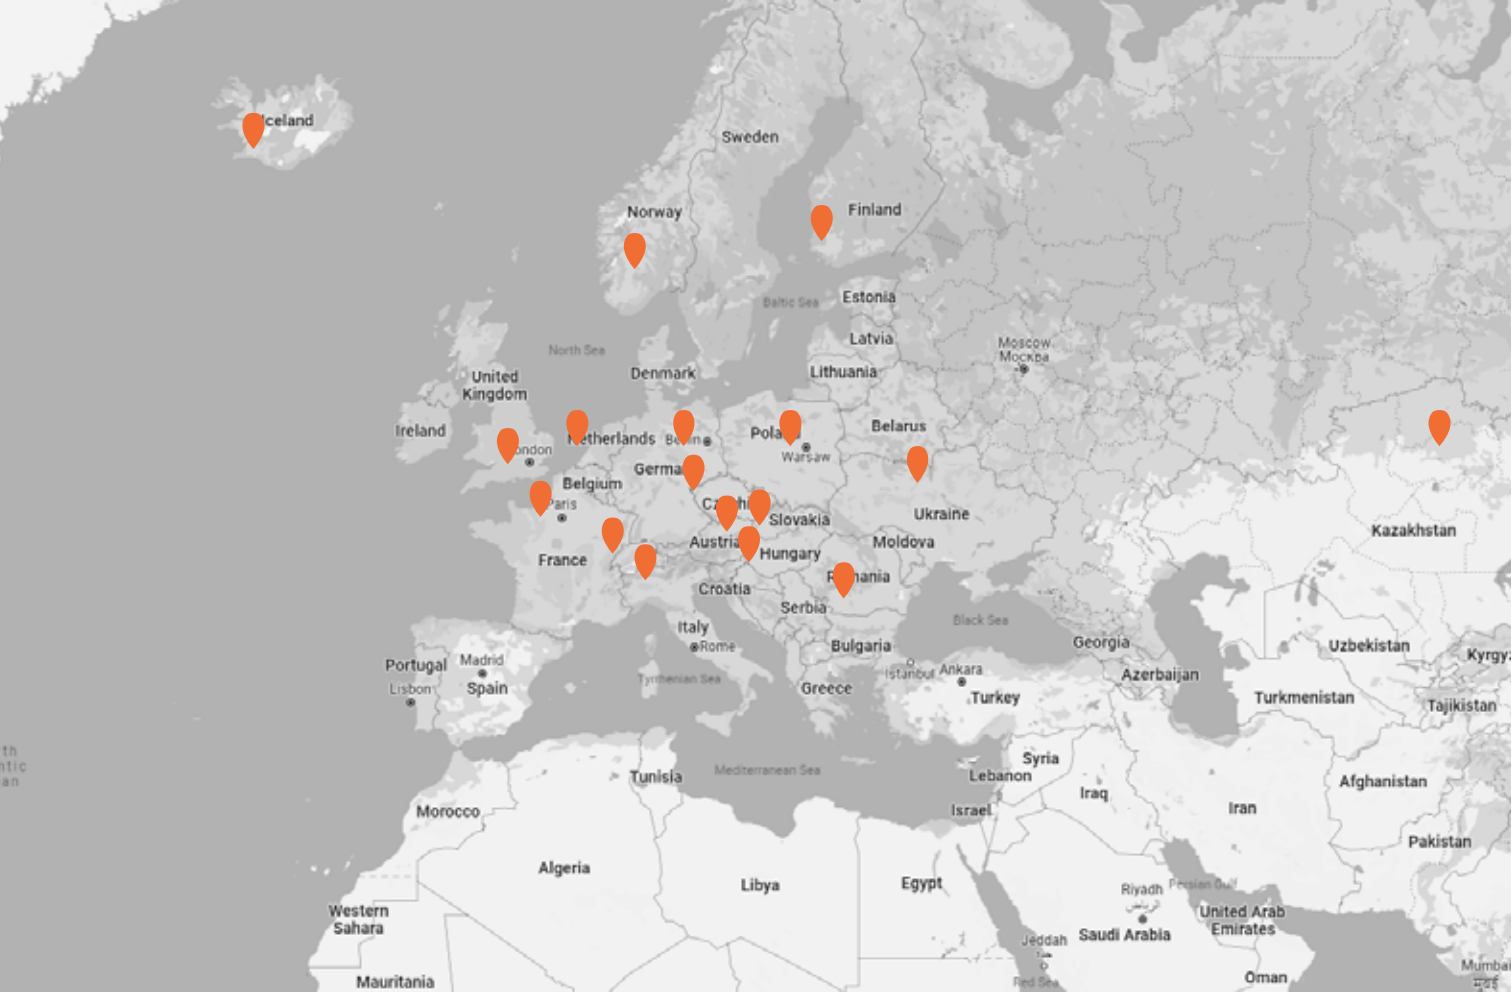 Iceland
Sweden
Finland
Norway
Estonia
Baltic Sea
Latvia
Moscow
Москва
North Sea
Denmark
Lithuania
United
Kingdom
Ireland
Netherlands
Poland
Belarus
Warsaw
Belgium
Paris
Slovakia
Ukraine
Kazakhstan
Austria
Hungary
Moldova
France
Croatia
Serbia
Black Sea
Italy
Rome
Bulgaria
Georgia
Uzbekistan
Kyrgyz
Portugal
Madrid
Spain
Lisbon
Tyrrhenian Sea
Greece
Istanbul
Ankara
Turkey
Azerbaijan
Turkmenistan
Tajikistan
Tunisia
Mediterranean Sea
Syria
Lebanon
Iraq
Israel
Iran
Afghanistan
Pakistan
Morocco
Algeria
Libya
Egypt
Riyadh
الرياض
Persian Gulf
Western
Sahara
United Arab
Emirates
Jeddah
Saudi Arabia
Mauritania
Red Sea
Oman
Mumbai